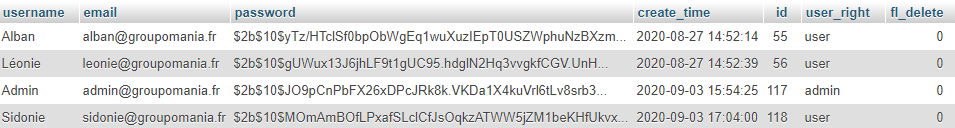 username email password create_time id user_right fl_delete
Alban alban@groupomania.fr $2b$10$yTz/HTclSf0bpObWgEq1wuXuzIEpT0USZWphuNzBXzm... 2020-08-27 14:52:14 55 user 0
Léonie leonie@groupomania.fr $2b$10$gUWux13J6jhLF9t1gUC95.hdglN2Hq3vvgkfCGV.UnH... 2020-08-27 14:52:39 56 user 0
Admin admin@groupomania.fr $2b$10$JO9pCnPbFX26xDPcJRk8k.VKDa1X4kuVrl6tLv8srb3... 2020-09-03 15:54:25 117 admin 0
Sidonie sidonie@groupomania.fr $2b$10$MOmAmBOfLPxafSLclCfJsOqkzATWW5jZM1beKHfUkvx... 2020-09-03 17:04:00 118 user 0